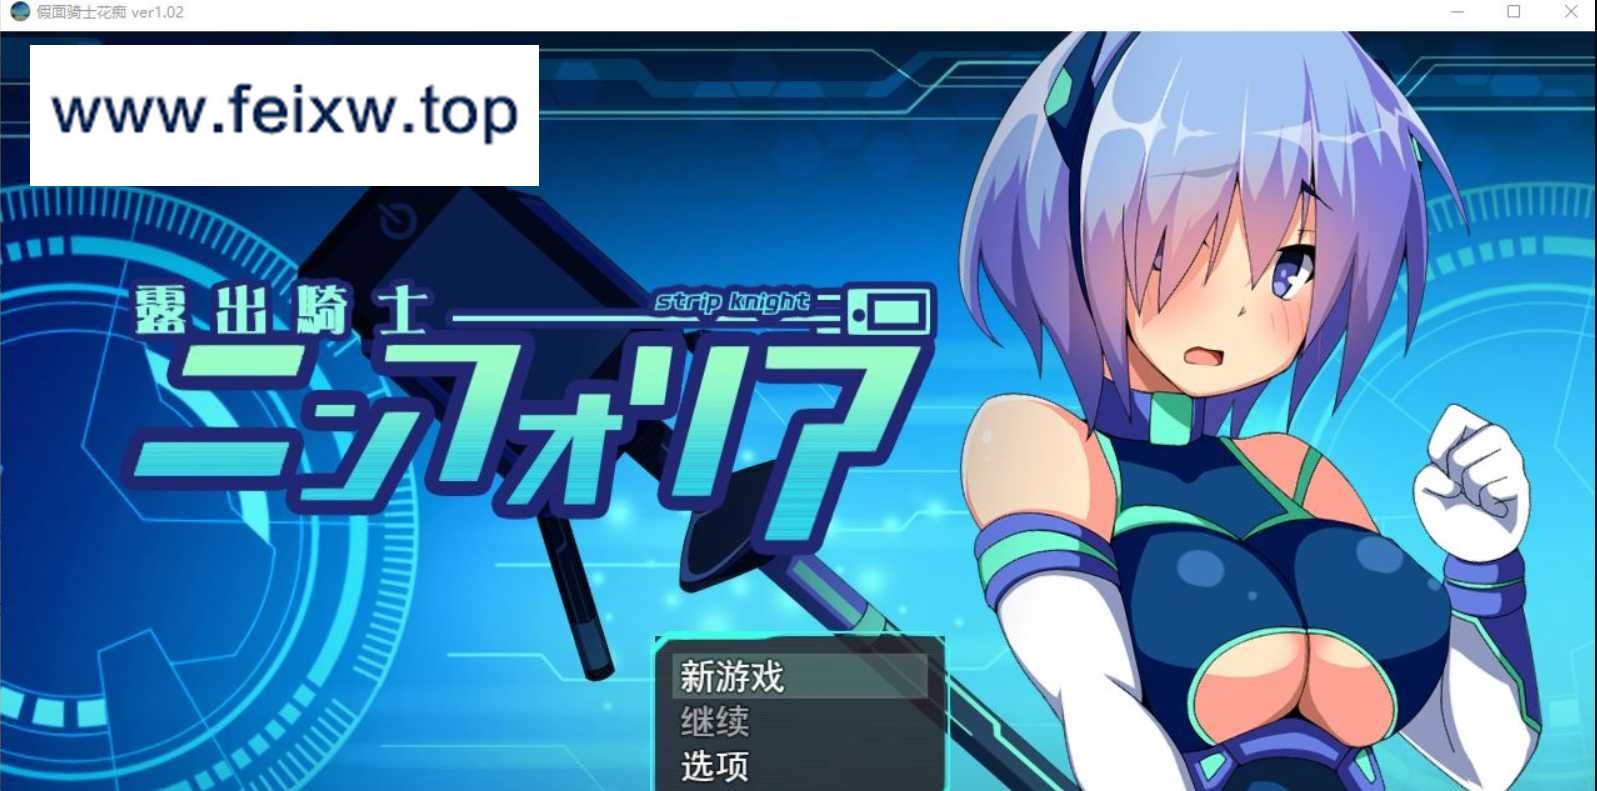 假面骑士花痴 ver1.02
www.feixw.top
露出騎士
strip knight
ニンフォリア
新游戏
继续
选项